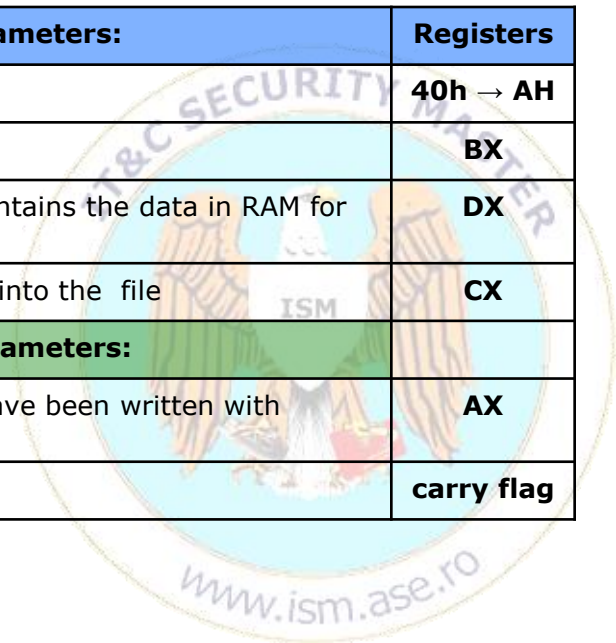 ameters: Registers
40h → AH
BX
ntains the data in RAM for DX
into the file CX
ameters:
ave been written with AX
carry flag
IT&C SECURITY MASTER
ISM
www.ism.ase.ro